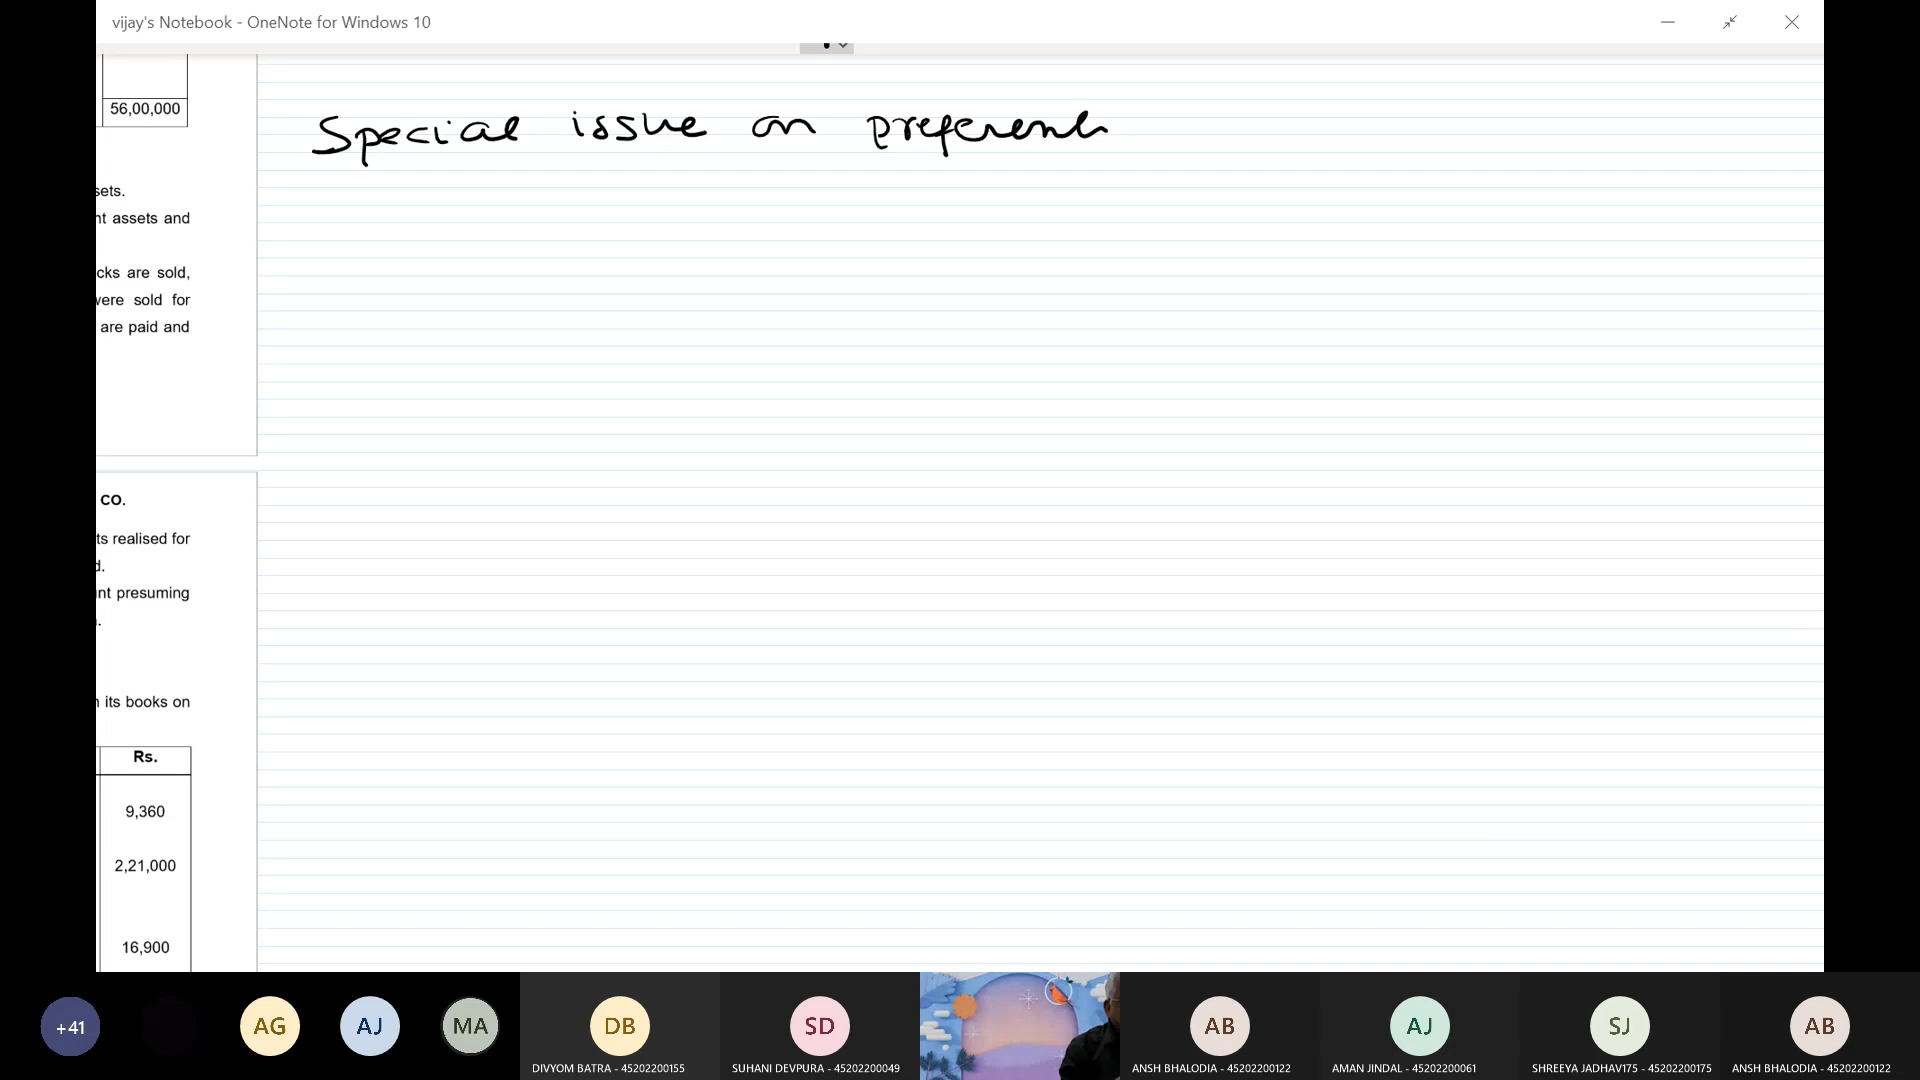 vijay's Notebook - OneNote for Windows 10
56,00,000
sets.
nt assets and
cks are sold,
were sold for
are paid and
CO.
ts realised for
d.
unt presuming
n its books on
Rs.
9,360
2,21,000
16,900
Special issue on preferent
+41
AG
AJ
MA
DB
DIVYOM BATRA - 45202200155
SD
SUHANI DEVPURA - 45202200049
AB
ANSH BHALODIA - 45202200122
AJ
AMAN JINDAL - 45202200061
SJ
SHREEYA JADHAV175 - 45202200175
AB
ANSH BHALODIA - 45202200122